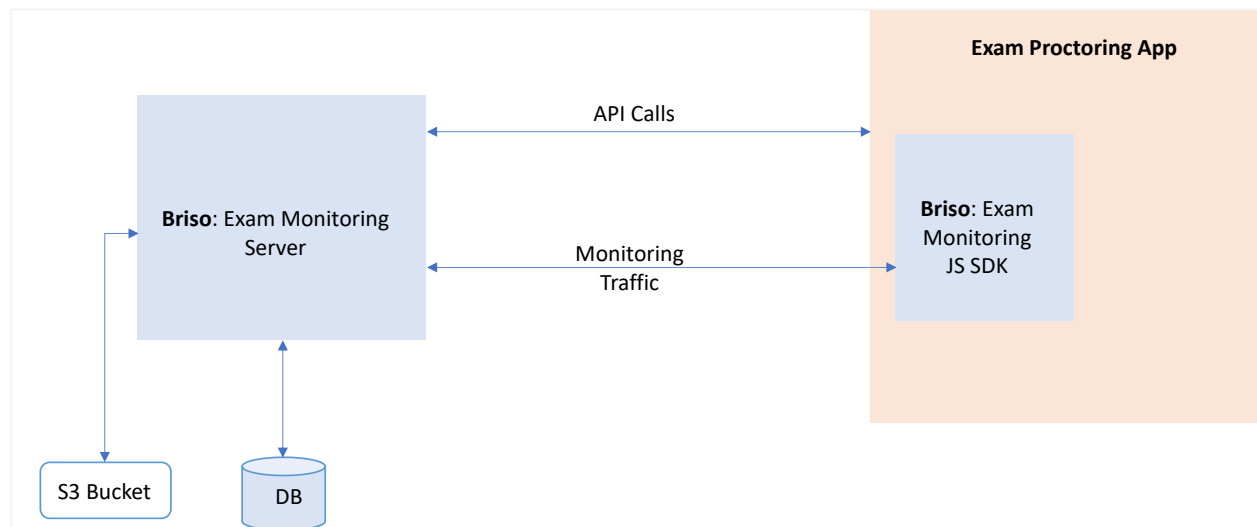 Exam Proctoring App
API Calls
Briso: Exam Monitoring
Server
Monitoring
Traffic
Briso: Exam
Monitoring
JS SDK
S3 Bucket
DB